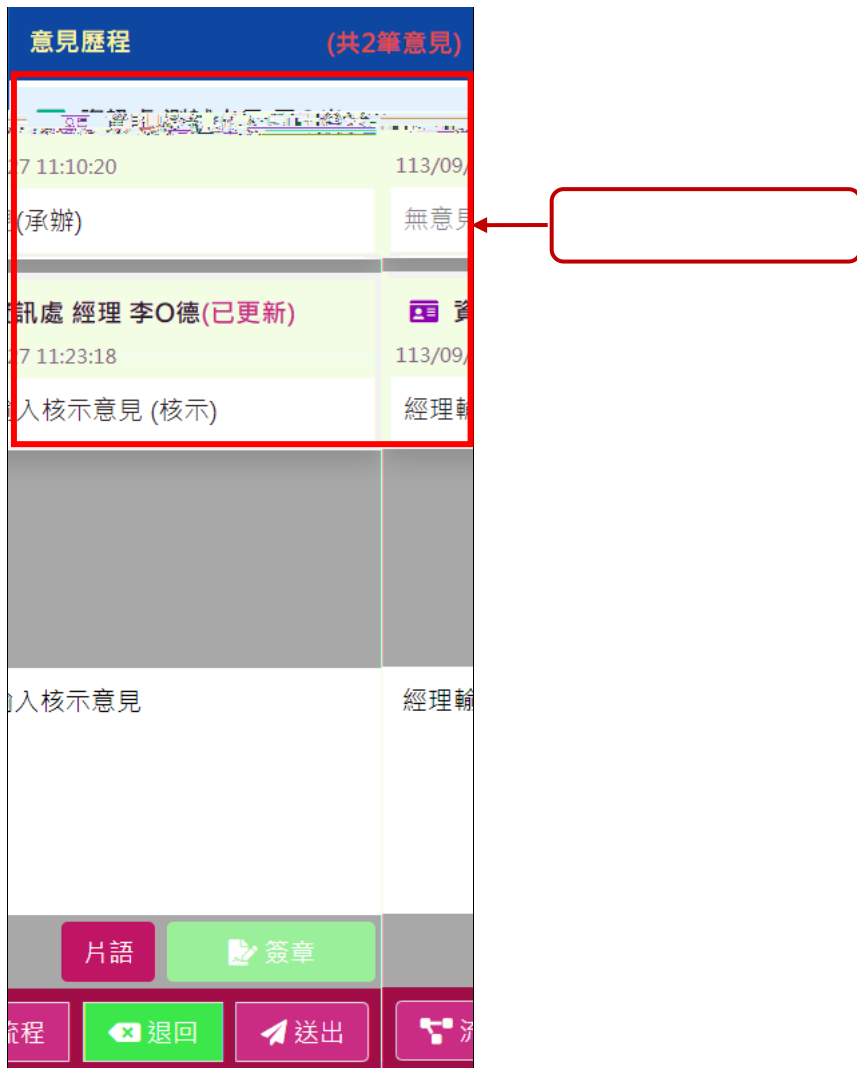 意見歷程 (共2筆意見)
27 11:10:20 113/09/
(承辦) 無意見
訊處 經理 李O德(已更新)
27 11:23:18 113/09/
入核示意見 (核示) 經理輸
入核示意見 經理輸
片語 簽章
流程 退回 送出